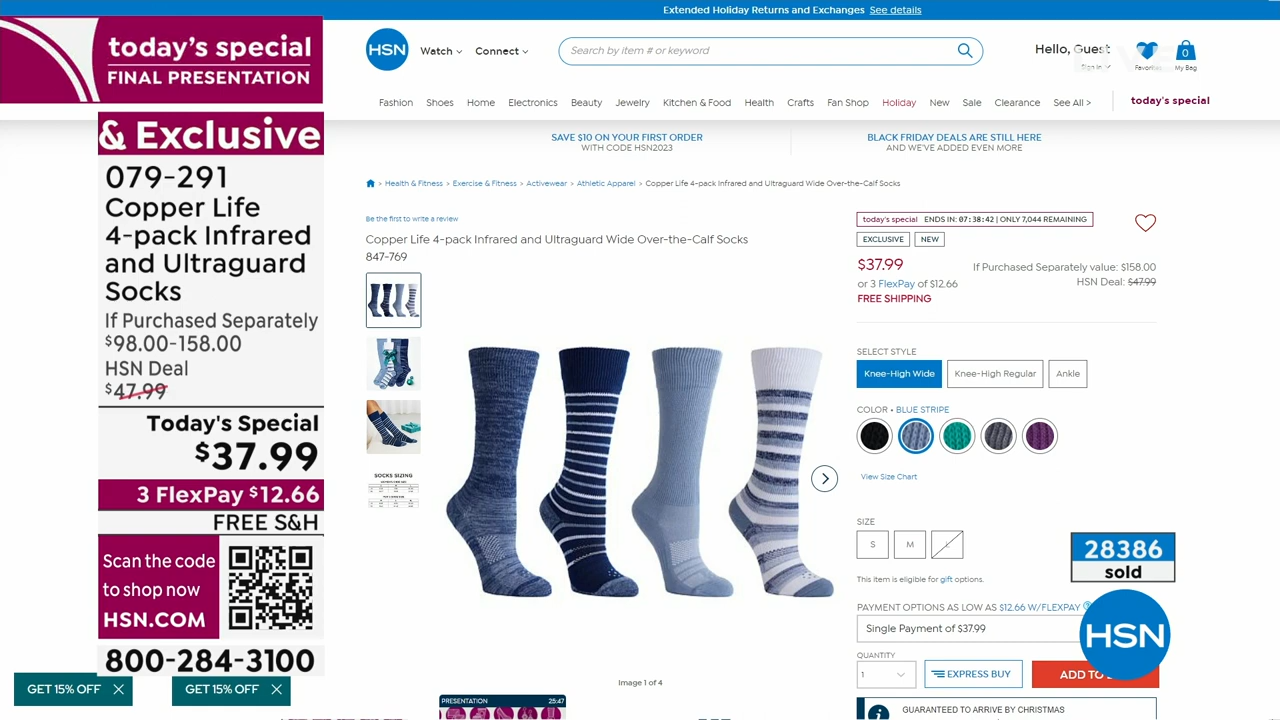 Extended Holiday Returns and Exchanges See details
today's special
FINAL PRESENTATION
& Exclusive
079-291
Copper Life
4-pack Infrared
and Ultraguard
Socks
If Purchased Separately
$98.00-158.00
HSN Deal
$47.99
Today's Special
$37.99
3 FlexPay $12.66
FREE S&H
Scan the code
to shop now
HSN.COM
800-284-3100
GET 15% OFF
GET 15% OFF
HSN
Watch
Connect
Search by item # or keyword
Hello, Guest
Sign In
Favorites
0
My Bag
Fashion Shoes Home Electronics Beauty Jewelry Kitchen & Food Health Crafts Fan Shop Holiday New Sale Clearance See All > today's special
SAVE $10 ON YOUR FIRST ORDER
WITH CODE HSN2023
BLACK FRIDAY DEALS ARE STILL HERE
AND WE'VE ADDED EVEN MORE
> Health & Fitness > Exercise & Fitness > Activewear > Athletic Apparel > Copper Life 4-pack Infrared and Ultraguard Wide Over-the-Calf Socks
Be the first to write a review
Copper Life 4-pack Infrared and Ultraguard Wide Over-the-Calf Socks
847-769
SOCKS SIZING
Image 1 of 4
PRESENTATION 25:47
today's special ENDS IN: 07:38:42 | ONLY 7,044 REMAINING
EXCLUSIVE NEW
$37.99
or 3 FlexPay of $12.66
FREE SHIPPING
If Purchased Separately value: $158.00
HSN Deal: $47.99
SELECT STYLE
Knee-High Wide Knee-High Regular Ankle
COLOR • BLUE STRIPE
View Size Chart
SIZE
S M L
This item is eligible for gift options.
PAYMENT OPTIONS AS LOW AS $12.66 W/FLEXPAY
Single Payment of $37.99
QUANTITY
1
EXPRESS BUY
ADD TO
GUARANTEED TO ARRIVE BY CHRISTMAS
28386
sold
HSN